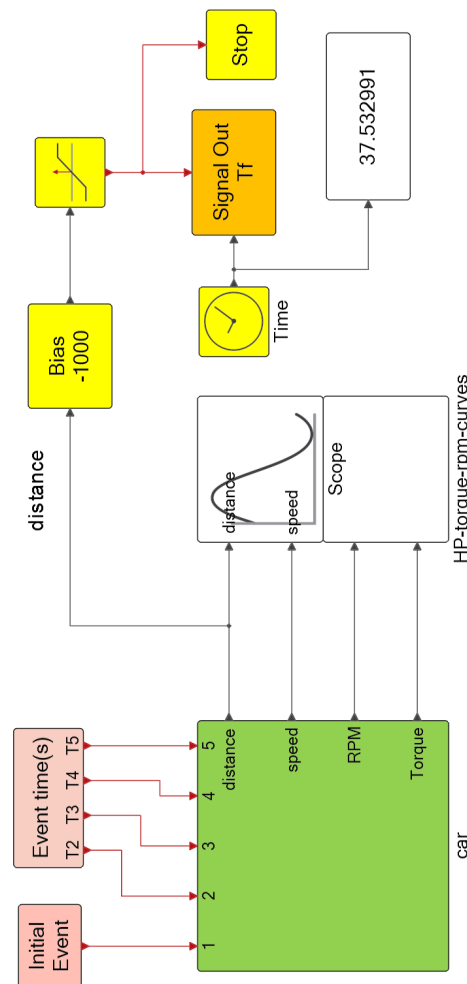 Initial
Event
Event time(s)
T2 T3 T4 T5
1
2
3
4
5
distance
speed
RPM
Torque
car
distance
Bias
-1000
Stop
Signal Out
Tf
Time
37.532991
distance
speed
Scope
HP-torque-rpm-curves